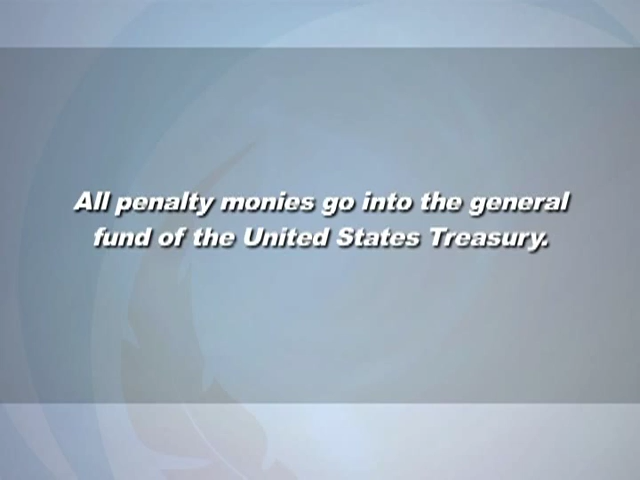 All penalty monies go into the general
fund of the United States Treasury.